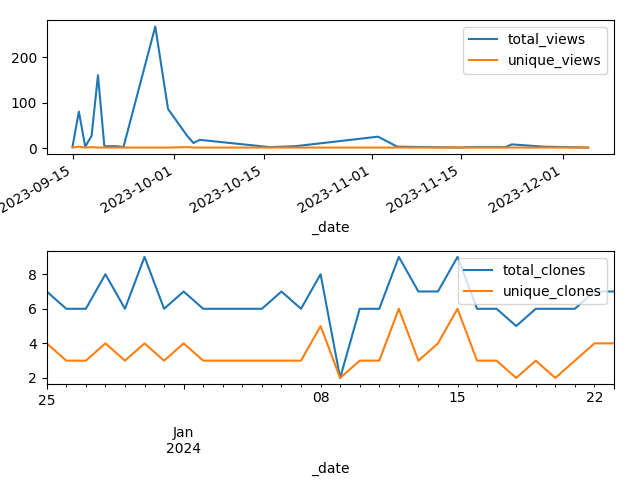 200
100
0
total_views
unique_views
2023-09-15
2023-10-01
2023-10-15
2023-11-01
2023-11-15
2023-12-01
_date
8
6
4
2
total_clones
unique_clones
25
08
15
22
Jan
2024
_date